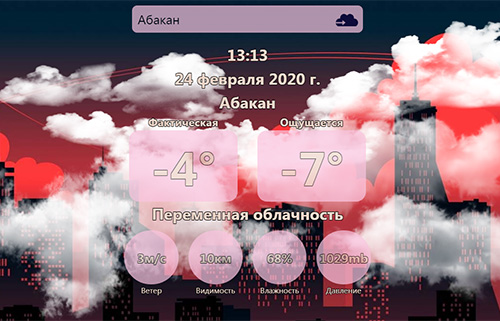 Абакан
13:13
24 февраля 2020 г.
Абакан
Фактическая Ощущается
-4° -7°
Переменная облачность
3м/с 10км 68% 1029mb
Ветер Видимость Влажность Давление